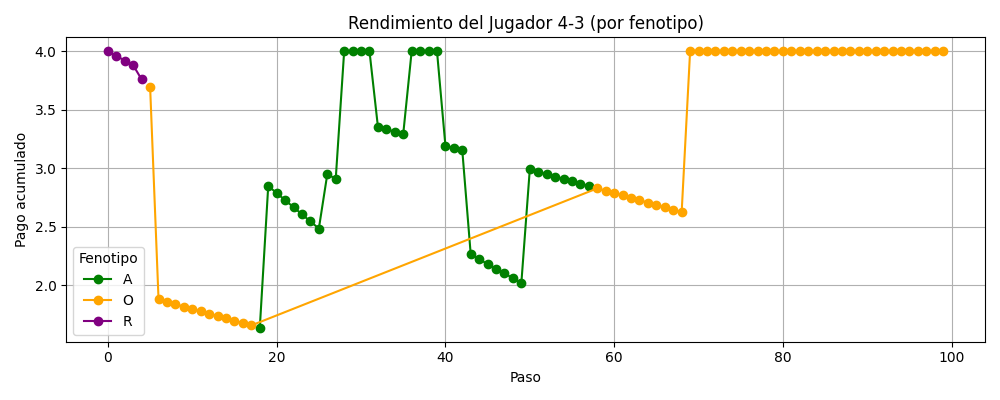 Rendimiento del Jugador 4-3 (por fenotipo)
Pago acumulado
4.0
3.5
3.0
2.5
2.0
Fenotipo
A
O
R
0 20 40 60 80 100
Paso